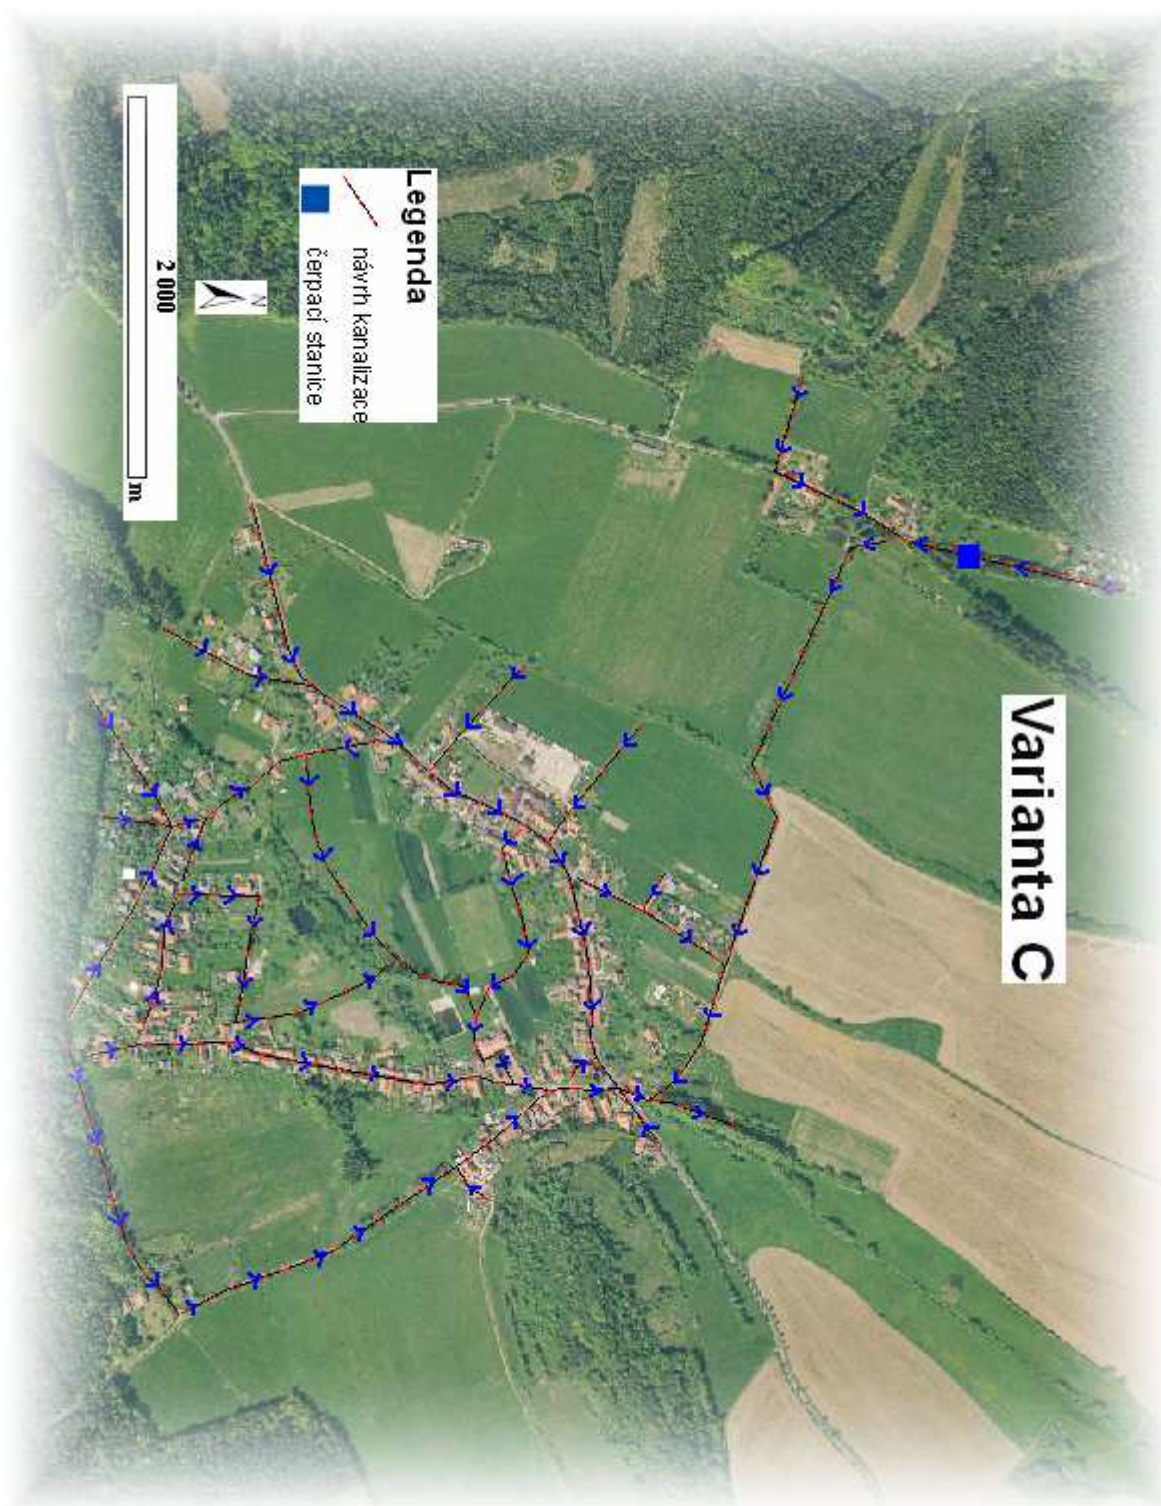 Varianta C
Legenda
návrh kanalizace
čerpací stanice
N
2 000
m